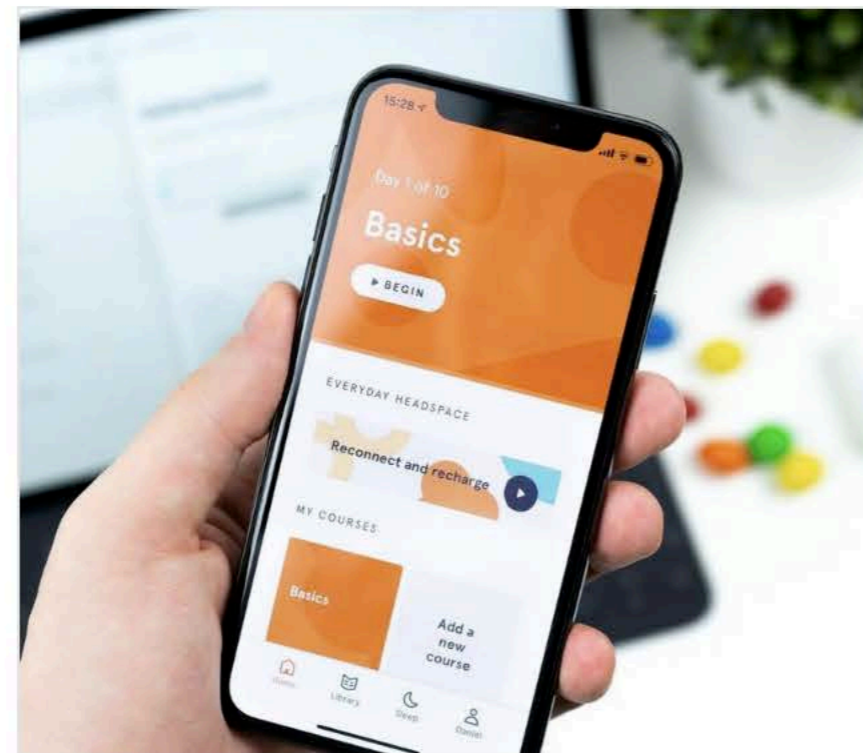 15:28
Day 1 of 10
Basics
BEGIN
EVERYDAY HEADSPACE
Reconnect and recharge
MY COURSES
Basics
Add a
new
course
Home
Library
Sleep
Daniel